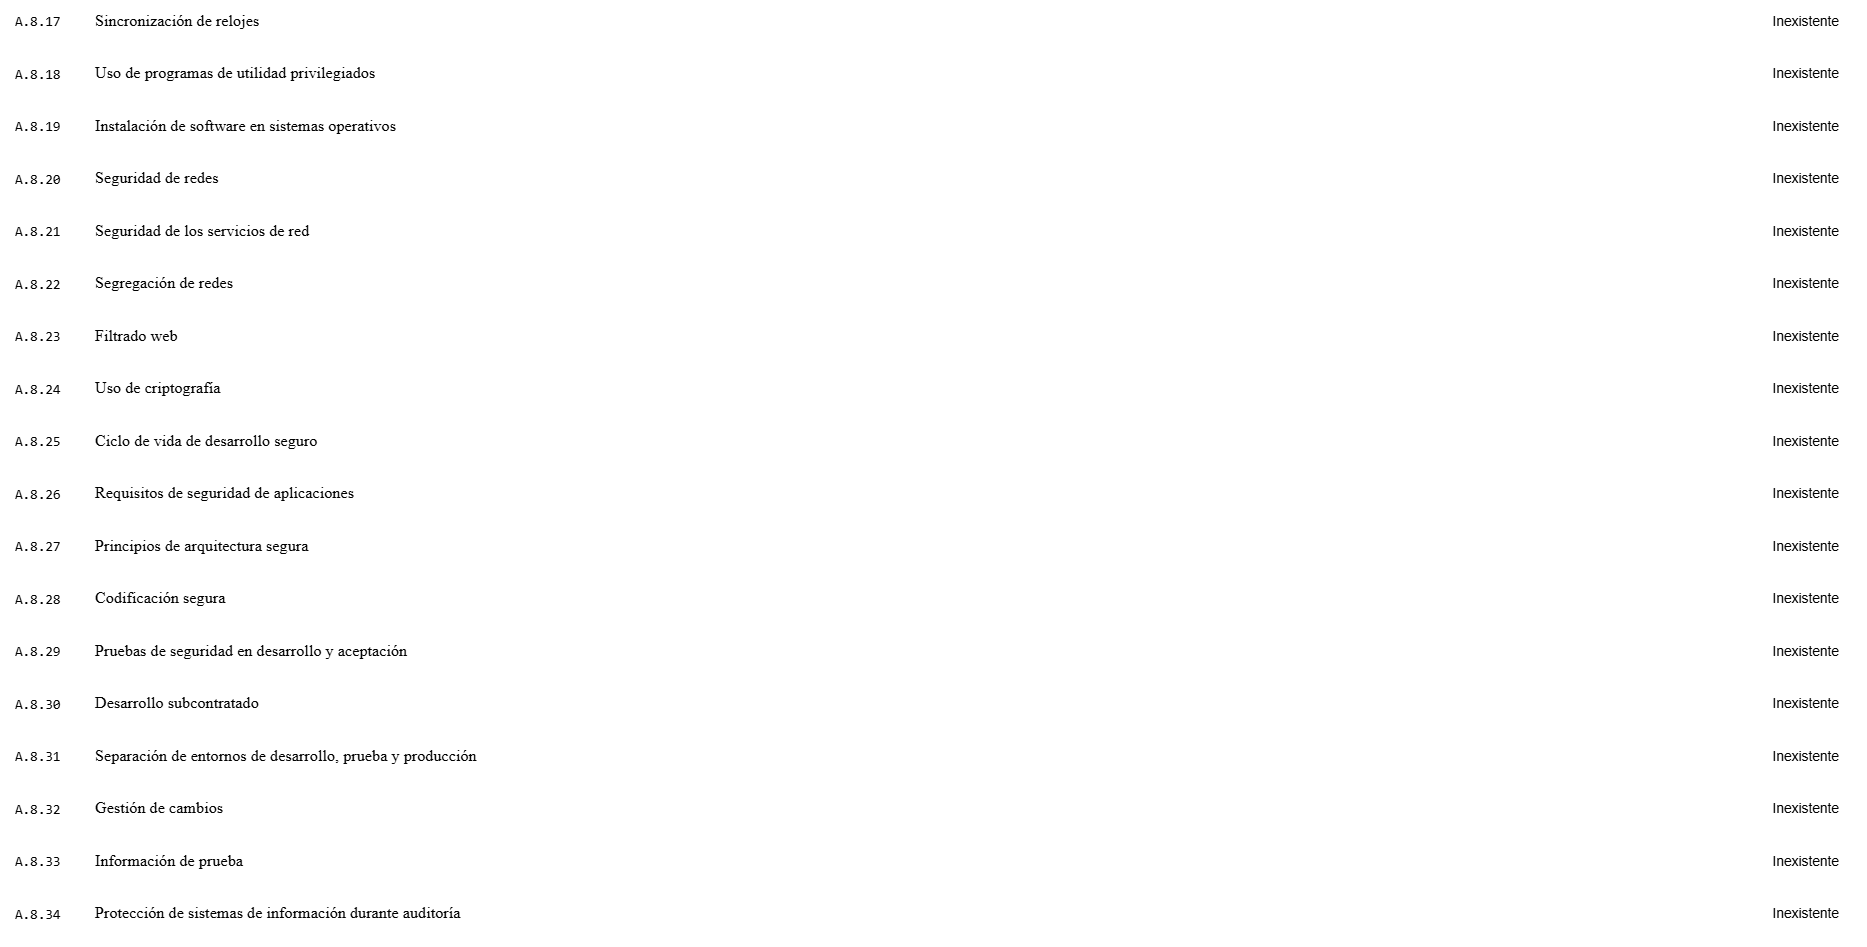 A.8.17 Sincronización de relojes Inexistente
A.8.18 Uso de programas de utilidad privilegiados Inexistente
A.8.19 Instalación de software en sistemas operativos Inexistente
A.8.20 Seguridad de redes Inexistente
A.8.21 Seguridad de los servicios de red Inexistente
A.8.22 Segregación de redes Inexistente
A.8.23 Filtrado web Inexistente
A.8.24 Uso de criptografía Inexistente
A.8.25 Ciclo de vida de desarrollo seguro Inexistente
A.8.26 Requisitos de seguridad de aplicaciones Inexistente
A.8.27 Principios de arquitectura segura Inexistente
A.8.28 Codificación segura Inexistente
A.8.29 Pruebas de seguridad en desarrollo y aceptación Inexistente
A.8.30 Desarrollo subcontratado Inexistente
A.8.31 Separación de entornos de desarrollo, prueba y producción Inexistente
A.8.32 Gestión de cambios Inexistente
A.8.33 Información de prueba Inexistente
A.8.34 Protección de sistemas de información durante auditoría Inexistente